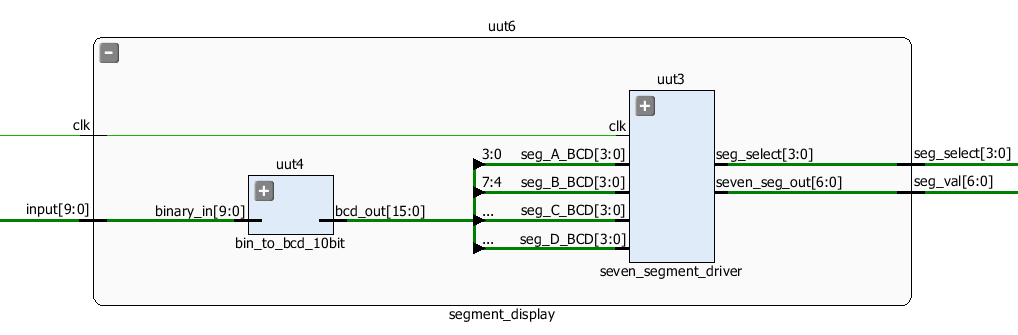 uut6
uut3
clk
clk
3:0 seg_A_BCD[3:0] seg_select[3:0] seg_select[3:0]
uut4
7:4 seg_B_BCD[3:0] seven_seg_out[6:0] seg_val[6:0]
input[9:0] binary_in[9:0] bcd_out[15:0] ... seg_C_BCD[3:0]
bin_to_bcd_10bit ... seg_D_BCD[3:0]
seven_segment_driver
segment_display